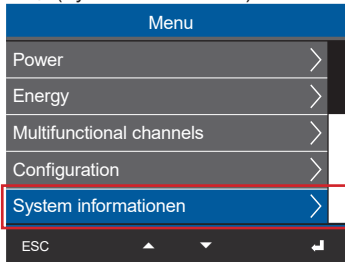 Menu
Power
Energy
Multifunctional channels
Configuration
System informationen
ESC